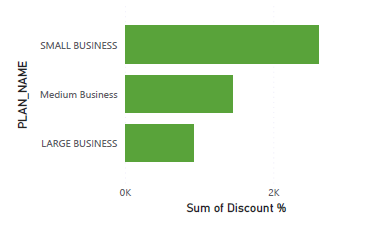 PLAN_NAME
SMALL BUSINESS
Medium Business
LARGE BUSINESS
0K 2K
Sum of Discount %